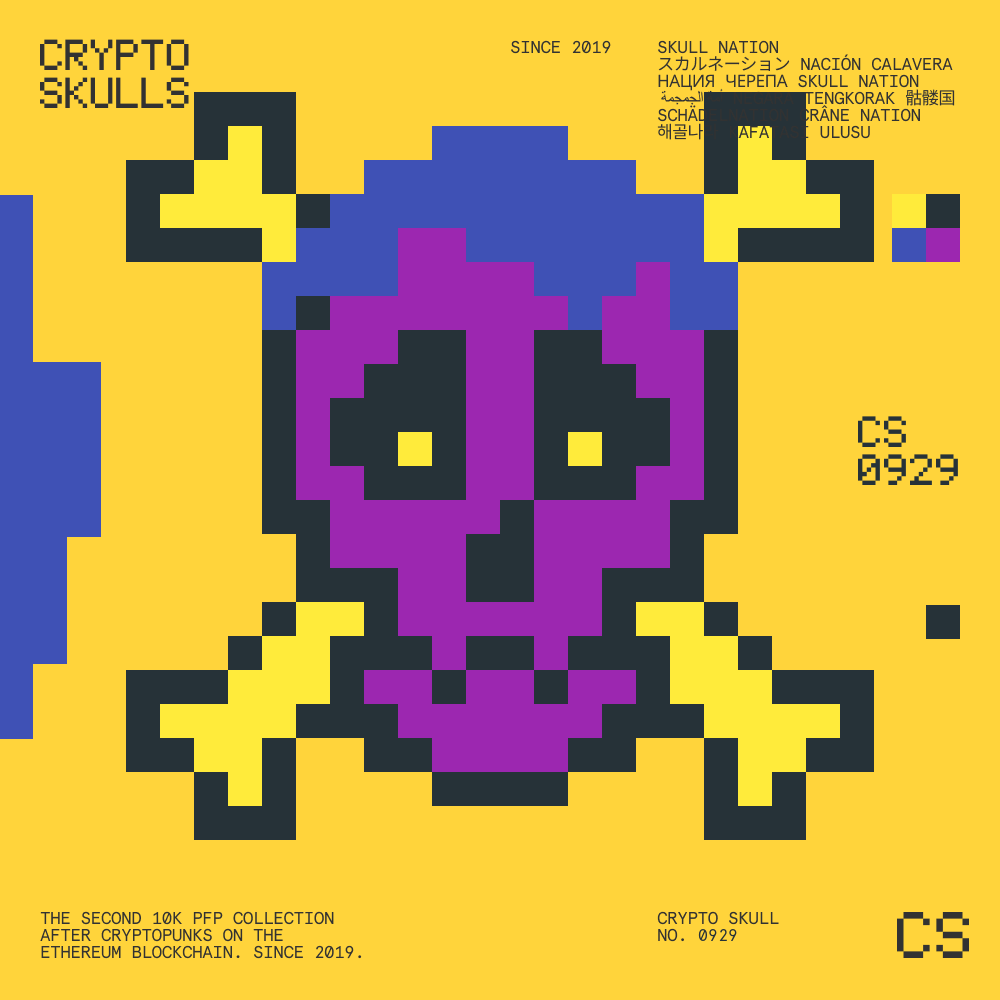 CRYPTO
SKULLS
SINCE 2019
SKULL NATION
スカルネーション NACIÓN CALAVERA
НАЦИЯ ЧЕРЕПА SKULL NATION
الجمجمة TENGKORAK 骷髅国
CRÂNE NATION
해골나 ULUSU
CS
0929
THE SECOND 10K PFP COLLECTION
AFTER CRYPTOPUNKS ON THE
ETHEREUM BLOCKCHAIN. SINCE 2019.
CRYPTO SKULL
NO. 0929
CS